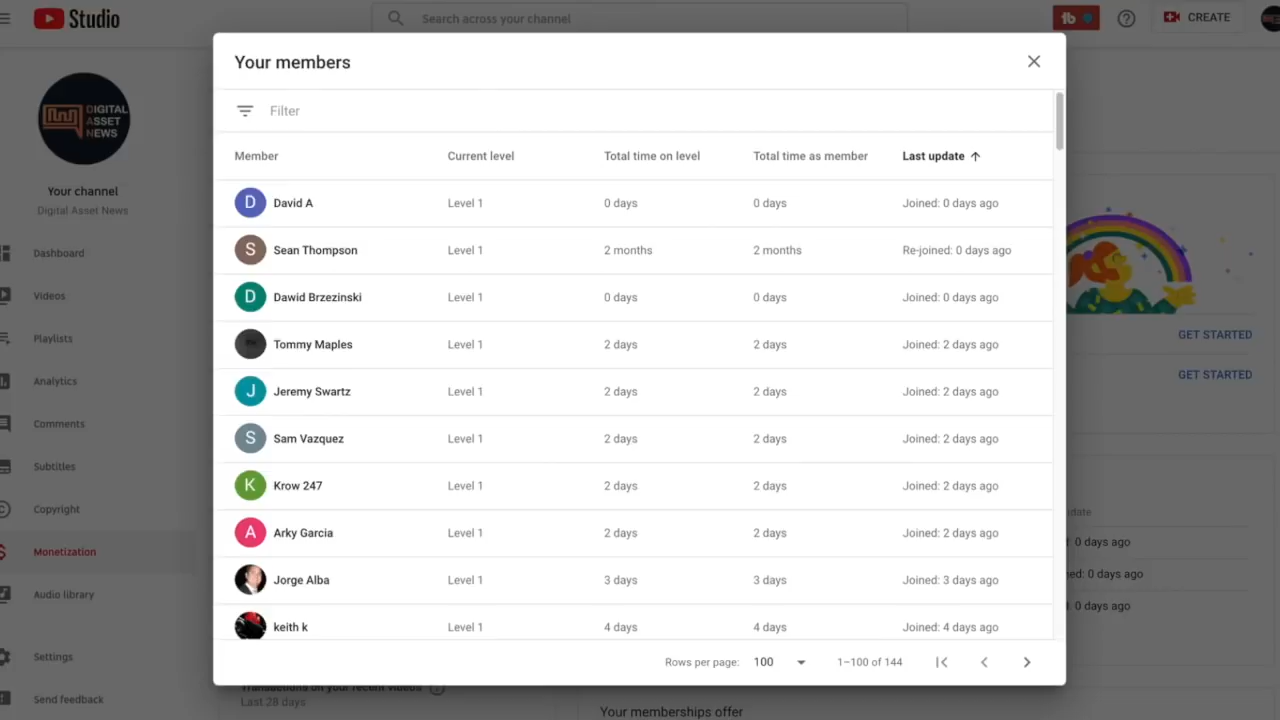 Studio
Search across your channel
CREATE
Your members
Filter
DIGITAL
ASSET
NEWS
Member Current level Total time on level Total time as member Last update
Your channel
Digital Asset News
D David A Level 1 0 days 0 days Joined: 0 days ago
S Sean Thompson Level 1 2 months 2 months Re-joined: 0 days ago
Dashboard
D Dawid Brzezinski Level 1 0 days 0 days Joined: 0 days ago
Videos
Tommy Maples Level 1 2 days 2 days Joined: 2 days ago
Playlists
GET STARTED
J Jeremy Swartz Level 1 2 days 2 days Joined: 2 days ago
Analytics
GET STARTED
Comments
S Sam Vazquez Level 1 2 days 2 days Joined: 2 days ago
Subtitles
K Krow 247 Level 1 2 days 2 days Joined: 2 days ago
Copyright
A Arky Garcia Level 1 2 days 2 days Joined: 2 days ago
0 days ago
Monetization
Jorge Alba Level 1 3 days 3 days Joined: 3 days ago
0 days ago
Audio library
0 days ago
keith k Level 1 4 days 4 days Joined: 4 days ago
Settings
Rows per page: 100 1–100 of 144
Transactions on your recent videos
Send feedback
Last 28 days
Your memberships offer